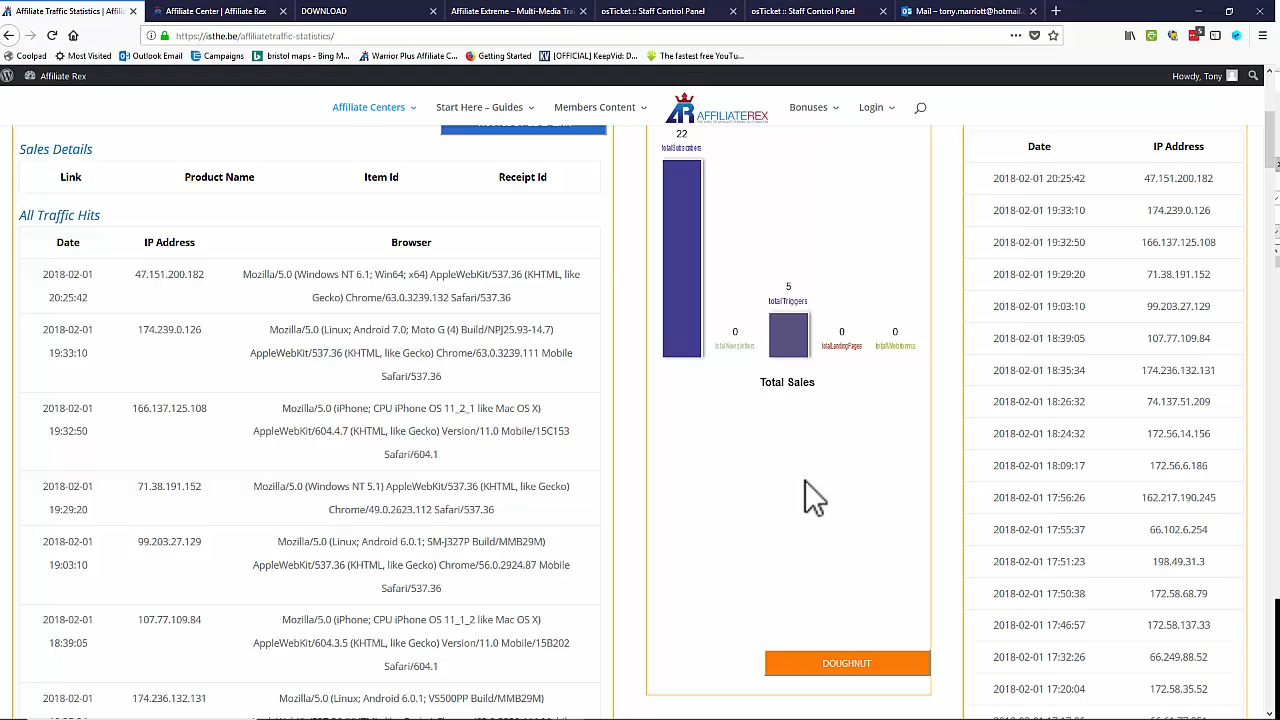 Affiliate Traffic Statistics | Affili
Affiliate Center | Affiliate Rex
DOWNLOAD
Affiliate Extreme – Multi-Media Tra
osTicket :: Staff Control Panel
osTicket :: Staff Control Panel
Mail – tony.marriott@hotmail.
https://isthe.be/affiliatetraffic-statistics/
Coolpad
Most Visited
Outlook Email
Campaigns
bristol maps - Bing...
Warrior Plus Affiliate C...
Getting Started
[OFFICIAL] KeepVid: D...
The fastest free YouTu...
Affiliate Rex
Howdy, Tony
Affiliate Centers
Start Here – Guides
Members Content
AFFILIATEREX
Bonuses
Login
Sales Details
Link Product Name Item Id Receipt Id
All Traffic Hits
Date IP Address Browser
2018-02-01 47.151.200.182 Mozilla/5.0 (Windows NT 6.1; Win64; x64) AppleWebKit/537.36 (KHTML, like
20:25:42 Gecko) Chrome/63.0.3239.132 Safari/537.36
2018-02-01 174.239.0.126 Mozilla/5.0 (Linux; Android 7.0; Moto G (4) Build/NPJ25.93-14.7)
19:33:10 AppleWebKit/537.36 (KHTML, like Gecko) Chrome/63.0.3239.111 Mobile
Safari/537.36
2018-02-01 166.137.125.108 Mozilla/5.0 (iPhone; CPU iPhone OS 11_2_1 like Mac OS X)
19:32:50 AppleWebKit/604.4.7 (KHTML, like Gecko) Version/11.0 Mobile/15C153
Safari/604.1
2018-02-01 71.38.191.152 Mozilla/5.0 (Windows NT 5.1) AppleWebKit/537.36 (KHTML, like Gecko)
19:29:20 Chrome/49.0.2623.112 Safari/537.36
2018-02-01 99.203.27.129 Mozilla/5.0 (Linux; Android 6.0.1; SM-J327P Build/MMB29M)
19:03:10 AppleWebKit/537.36 (KHTML, like Gecko) Chrome/56.0.2924.87 Mobile
Safari/537.36
2018-02-01 107.77.109.84 Mozilla/5.0 (iPhone; CPU iPhone OS 11_1_2 like Mac OS X)
18:39:05 AppleWebKit/604.3.5 (KHTML, like Gecko) Version/11.0 Mobile/15B202
Safari/604.1
2018-02-01 174.236.132.131 Mozilla/5.0 (Linux; Android 6.0.1; VS500PP Build/MMB29M)
22
totalSubscribers
0
totalNewsletters
5
totalTriggers
0
totalLandingPages
0
totalWebforms
Total Sales
DOUGHNUT
Date IP Address
2018-02-01 20:25:42 47.151.200.182
2018-02-01 19:33:10 174.239.0.126
2018-02-01 19:32:50 166.137.125.108
2018-02-01 19:29:20 71.38.191.152
2018-02-01 19:03:10 99.203.27.129
2018-02-01 18:39:05 107.77.109.84
2018-02-01 18:35:34 174.236.132.131
2018-02-01 18:26:32 74.137.51.209
2018-02-01 18:24:32 172.56.14.156
2018-02-01 18:09:17 172.56.6.186
2018-02-01 17:56:26 162.217.190.245
2018-02-01 17:55:37 66.102.6.254
2018-02-01 17:51:23 198.49.31.3
2018-02-01 17:50:38 172.58.68.79
2018-02-01 17:46:57 172.58.137.33
2018-02-01 17:32:26 66.249.88.52
2018-02-01 17:20:04 172.58.35.52